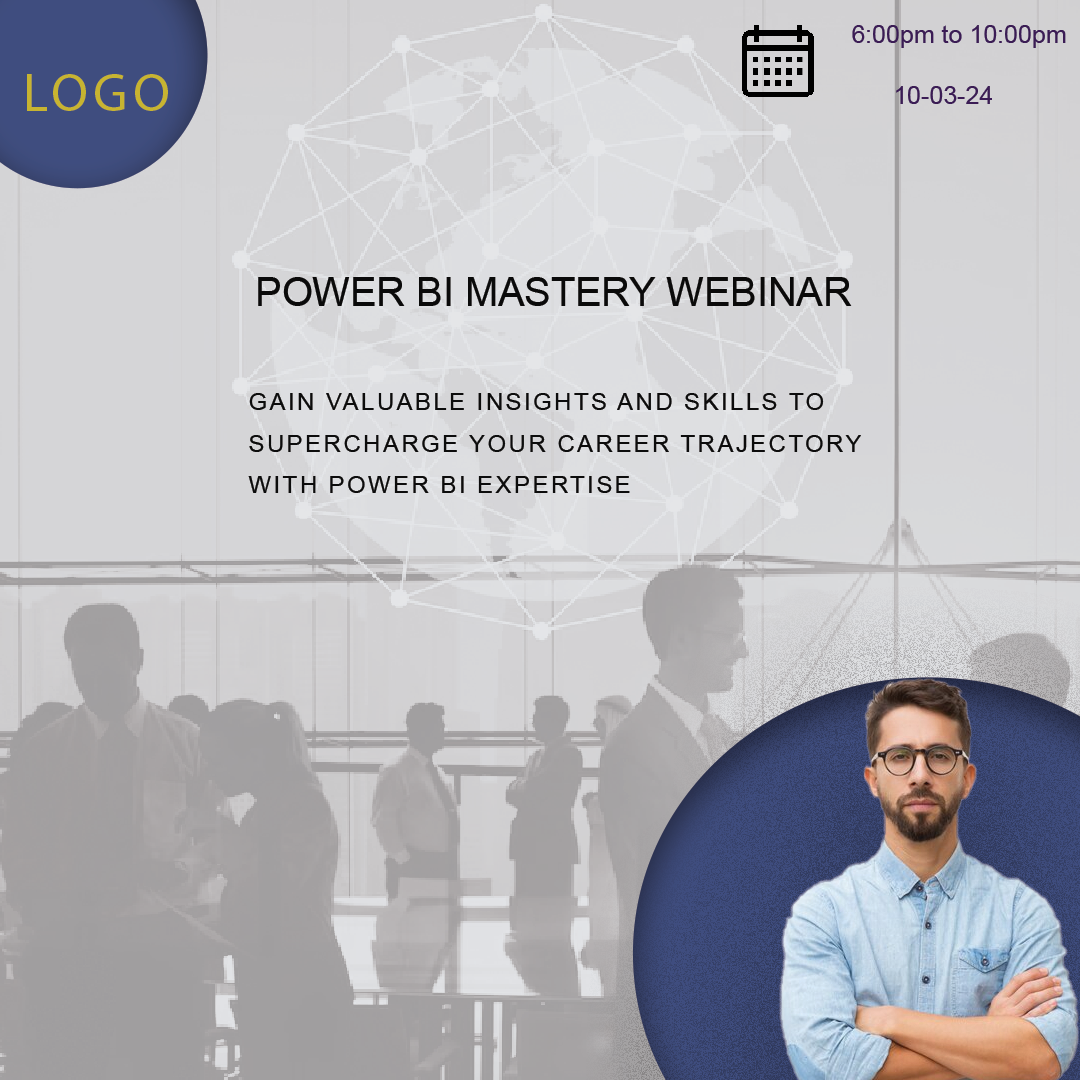 LOGO
6:00pm to 10:00pm
10-03-24
POWER BI MASTERY WEBINAR
GAIN VALUABLE INSIGHTS AND SKILLS TO
SUPERCHARGE YOUR CAREER TRAJECTORY
WITH POWER BI EXPERTISE